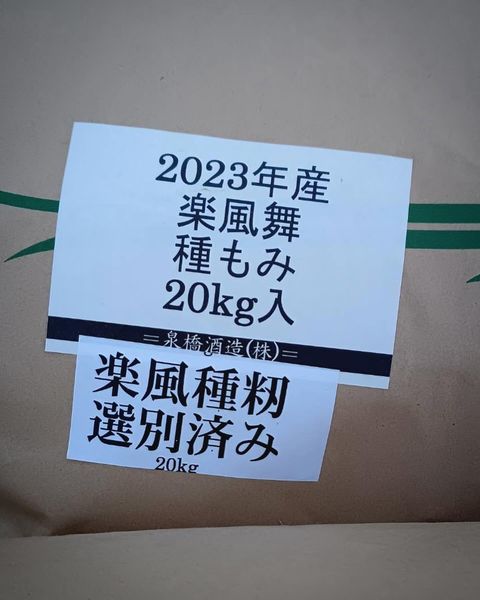 2023年産
楽風舞
種もみ
20kg入
=泉橋酒造(株)=
楽風種籾
選別済み
20kg